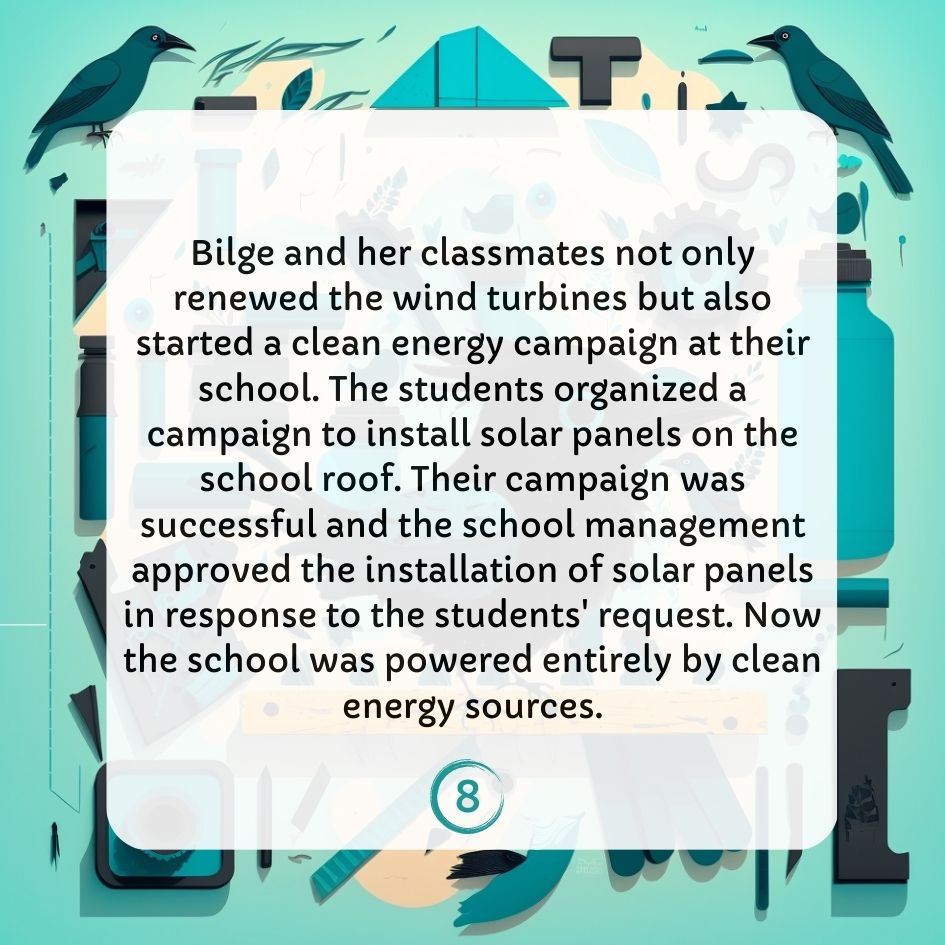 Bilge and her classmates not only
renewed the wind turbines but also
started a clean energy campaign at their
school. The students organized a
campaign to install solar panels on the
school roof. Their campaign was
successful and the school management
approved the installation of solar panels
in response to the students' request. Now
the school was powered entirely by clean
energy sources.
8